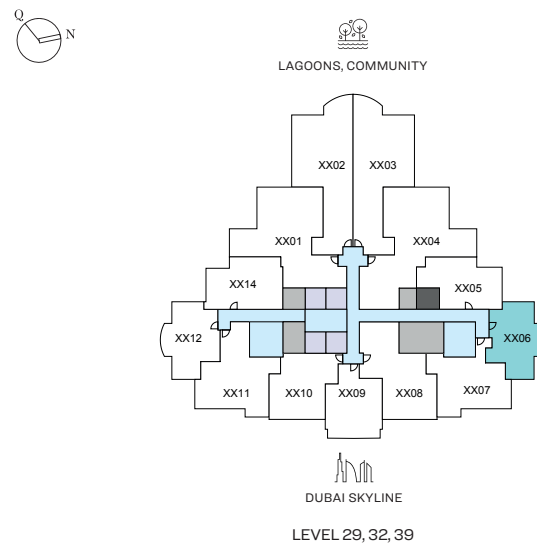 Q
N
LAGOONS, COMMUNITY
XX02 XX03
XX01 XX04
XX14 XX05
XX12 XX06
XX11 XX10 XX09 XX08 XX07
DUBAI SKYLINE
LEVEL 29, 32, 39